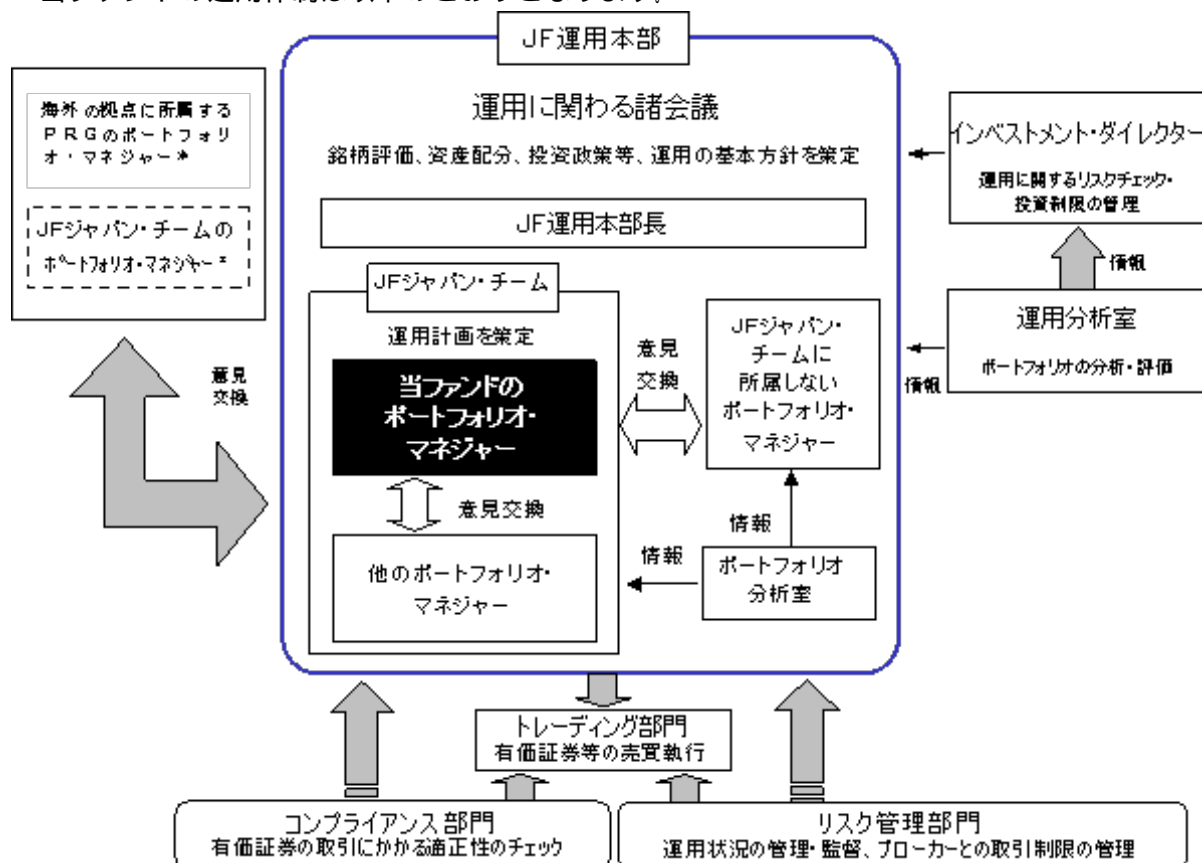 当ファンドの運用体制は以下のとおりとなります。
JF運用本部
海外の拠点に所属する
PRGのポートフォリ
オ・マネジャー*
JFジャパン・チームの
ポートフォリオ・マネジャー*
意見
交換
運用に関わる諸会議
銘柄評価、資産配分、投資政策等、運用の基本方針を策定
JF運用本部長
JFジャパン・チーム
運用計画を策定
当ファンドの
ポートフォリオ・
マネジャー
意見交換
他のポートフォリオ・
マネジャー
意見
交換
JFジャパン・
チームに
所属しない
ポートフォリオ・
マネジャー
情報
情報
ポートフォリオ
分析室
インベストメント・ダイレクター
運用に関するリスクチェック・
投資制限の管理
情報
運用分析室
ポートフォリオの分析・評価
情報
トレーディング部門
有価証券等の売買執行
コンプライアンス部門
有価証券の取引にかかる適正性のチェック
リスク管理部門
運用状況の管理・監督、ブローカーとの取引制限の管理